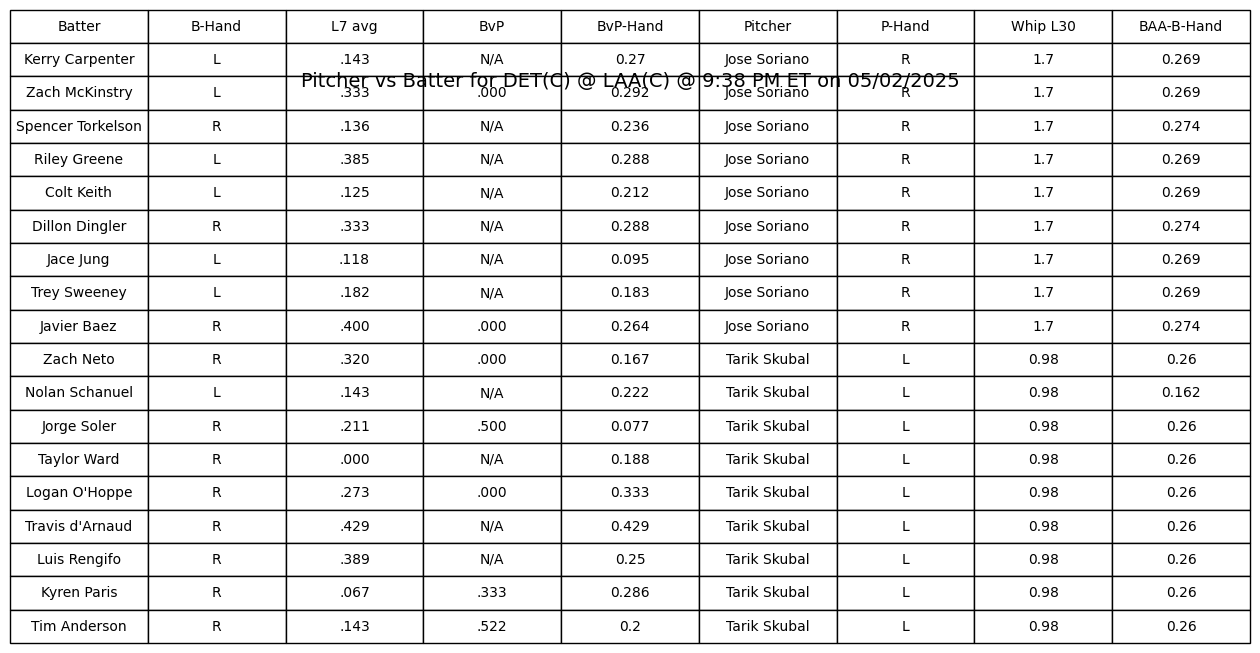 Batter B-Hand L7 avg BvP BvP-Hand Pitcher P-Hand Whip L30 BAA-B-Hand
Kerry Carpenter L .143 N/A 0.27 Jose Soriano R 1.7 0.269
Pitcher vs Batter for DET(C) @ LAA(C) @ 9:38 PM ET on 05/02/2025
Zach McKinstry L .333 .000 0.292 Jose Soriano R 1.7 0.269
Spencer Torkelson R .136 N/A 0.236 Jose Soriano R 1.7 0.274
Riley Greene L .385 N/A 0.288 Jose Soriano R 1.7 0.269
Colt Keith L .125 N/A 0.212 Jose Soriano R 1.7 0.269
Dillon Dingler R .333 N/A 0.288 Jose Soriano R 1.7 0.274
Jace Jung L .118 N/A 0.095 Jose Soriano R 1.7 0.269
Trey Sweeney L .182 N/A 0.183 Jose Soriano R 1.7 0.269
Javier Baez R .400 .000 0.264 Jose Soriano R 1.7 0.274
Zach Neto R .320 .000 0.167 Tarik Skubal L 0.98 0.26
Nolan Schanuel L .143 N/A 0.222 Tarik Skubal L 0.98 0.162
Jorge Soler R .211 .500 0.077 Tarik Skubal L 0.98 0.26
Taylor Ward R .000 N/A 0.188 Tarik Skubal L 0.98 0.26
Logan O'Hoppe R .273 .000 0.333 Tarik Skubal L 0.98 0.26
Travis d'Arnaud R .429 N/A 0.429 Tarik Skubal L 0.98 0.26
Luis Rengifo R .389 N/A 0.25 Tarik Skubal L 0.98 0.26
Kyren Paris R .067 .333 0.286 Tarik Skubal L 0.98 0.26
Tim Anderson R .143 .522 0.2 Tarik Skubal L 0.98 0.26